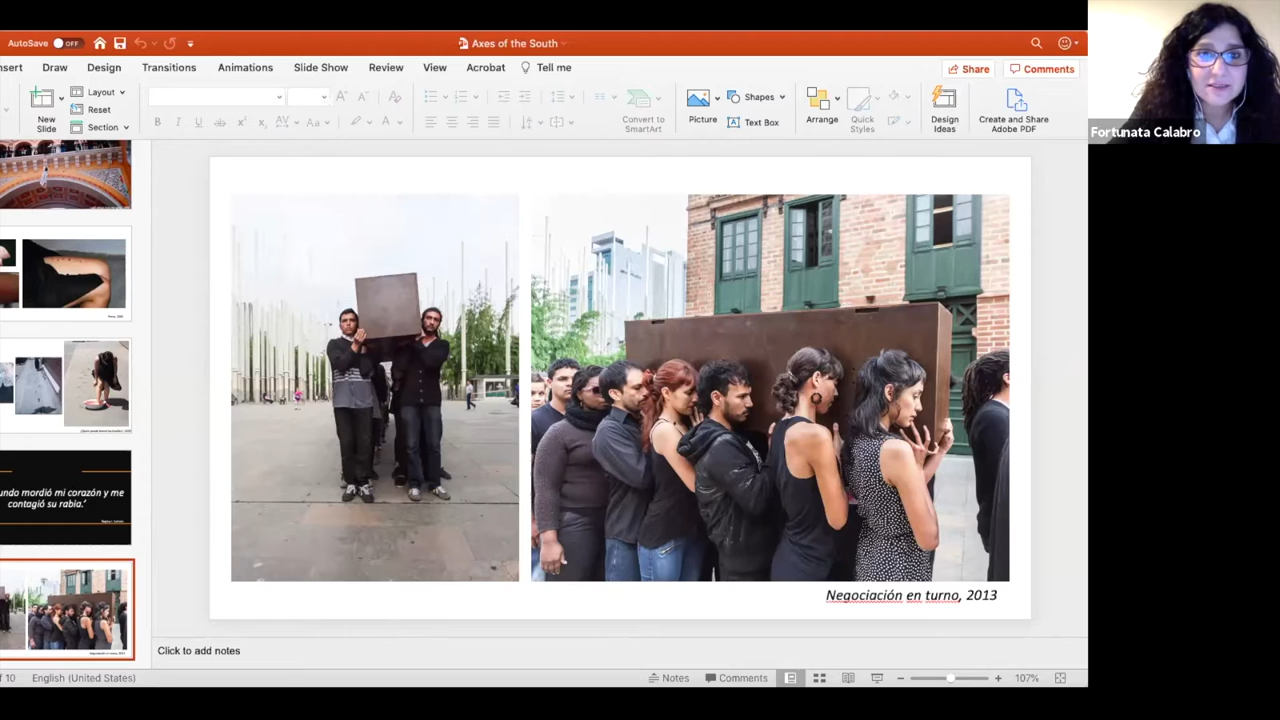 AutoSave OFF
Axes of the South
nsert Draw Design Transitions Animations Slide Show Review View Acrobat Tell me
Share Comments
New Slide
Layout
Reset
Section
Convert to SmartArt
Picture
Shapes
Text Box
Arrange
Quick Styles
Design Ideas
Create and Share Adobe PDF
Fortunata Calabro
undo mordió mi corazón y me
contagió su rabia.'
Negociación en turno, 2013
Click to add notes
of 10 English (United States) Notes Comments 107%